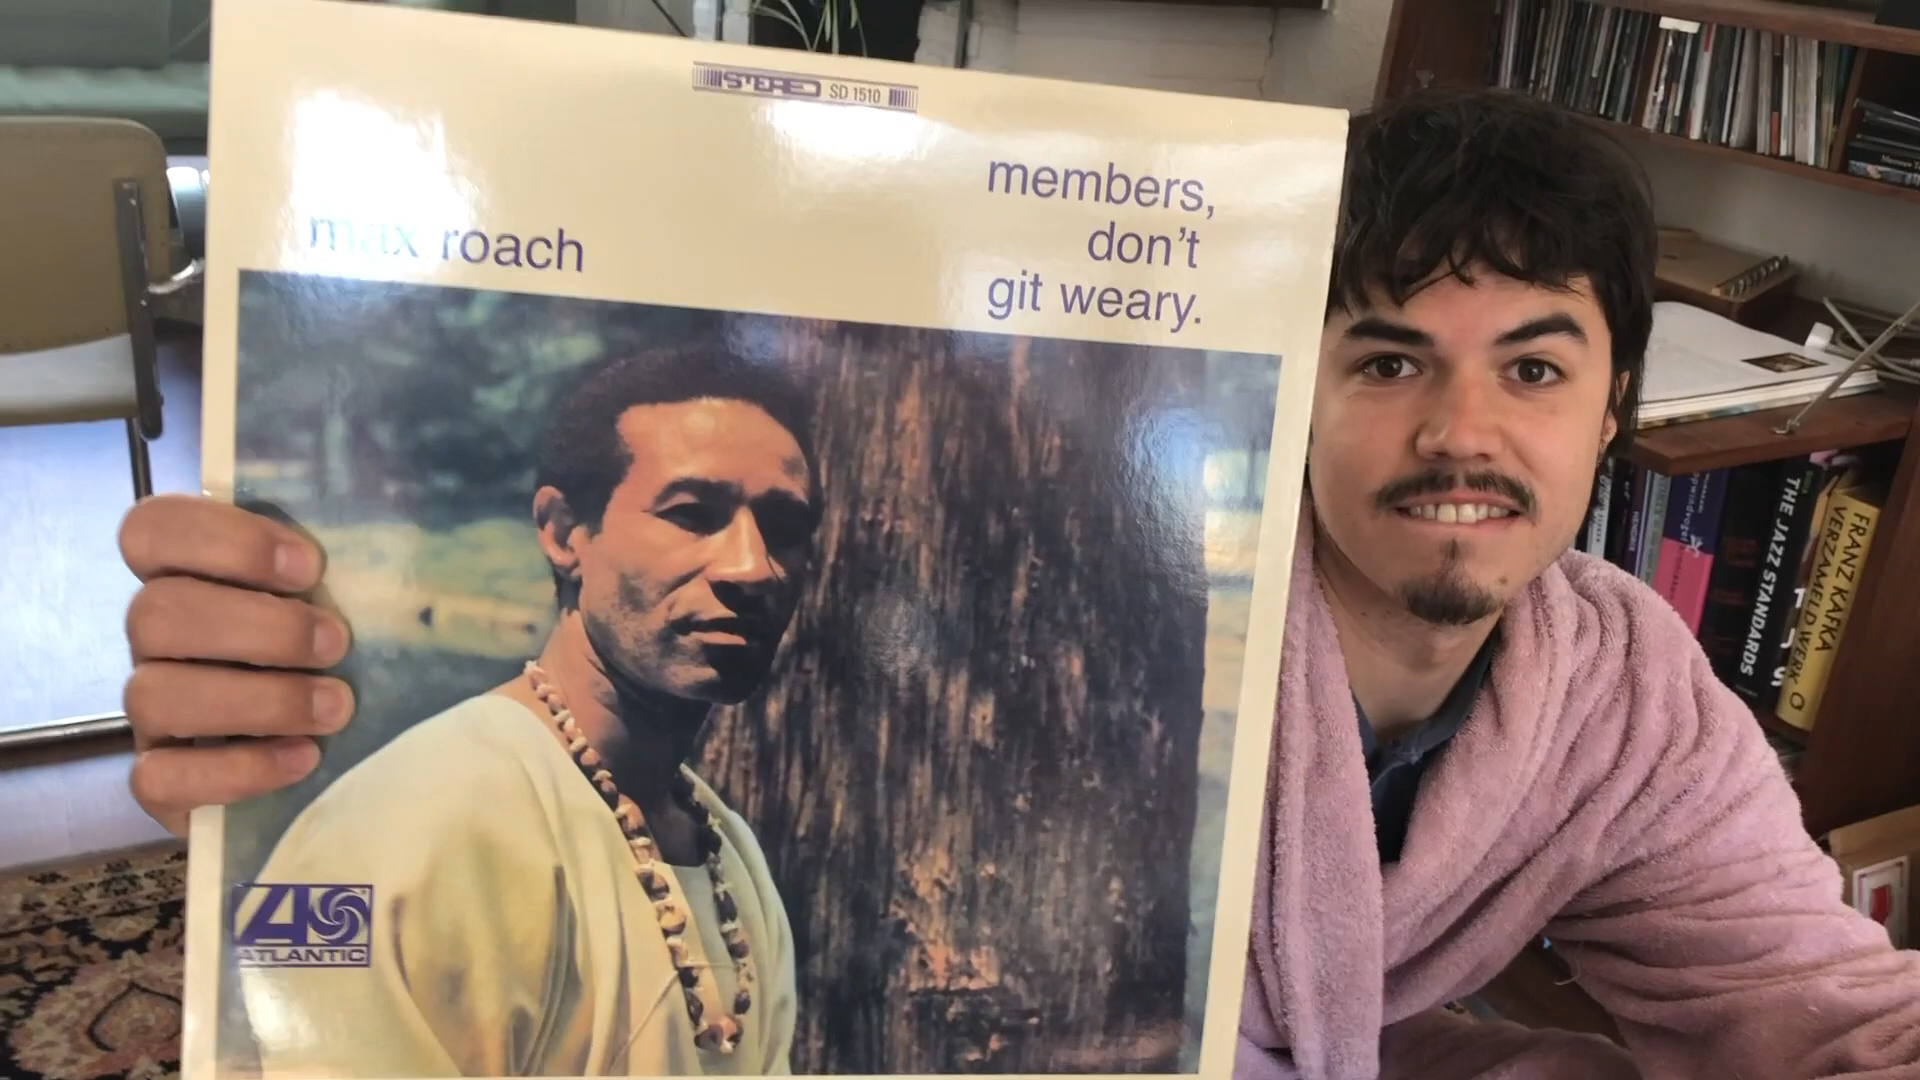 STEREO SD 1510
max roach
members,
don't
git weary.
ATLANTIC
THE JAZZ STANDARDS
FRANZ KAFKA
VERZAMELD WERK